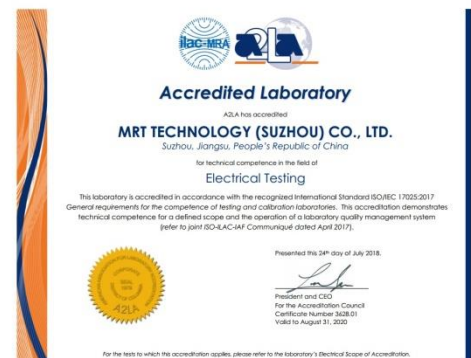 ilac-MRA
A2LA
Accredited Laboratory
A2LA has accredited
MRT TECHNOLOGY (SUZHOU) CO., LTD.
Suzhou, Jiangsu, People's Republic of China
for technical competence in the field of
Electrical Testing
This laboratory is accredited in accordance with the recognized International Standard ISO/IEC 17025:2017
General requirements for the competence of testing and calibration laboratories. This accreditation demonstrates
technical competence for a defined scope and the operation of a laboratory quality management system
(refer to joint ISO-ILAC-IAF Communiqué dated April 2017).
Presented this 24th day of July 2018.
President and CEO
For the Accreditation Council
Certificate Number 3628.01
Valid to August 31, 2020
CORPORATE
SEAL
A2LA
For the tests to which this accreditation applies, please refer to the laboratory's Electrical Scope of Accreditation.